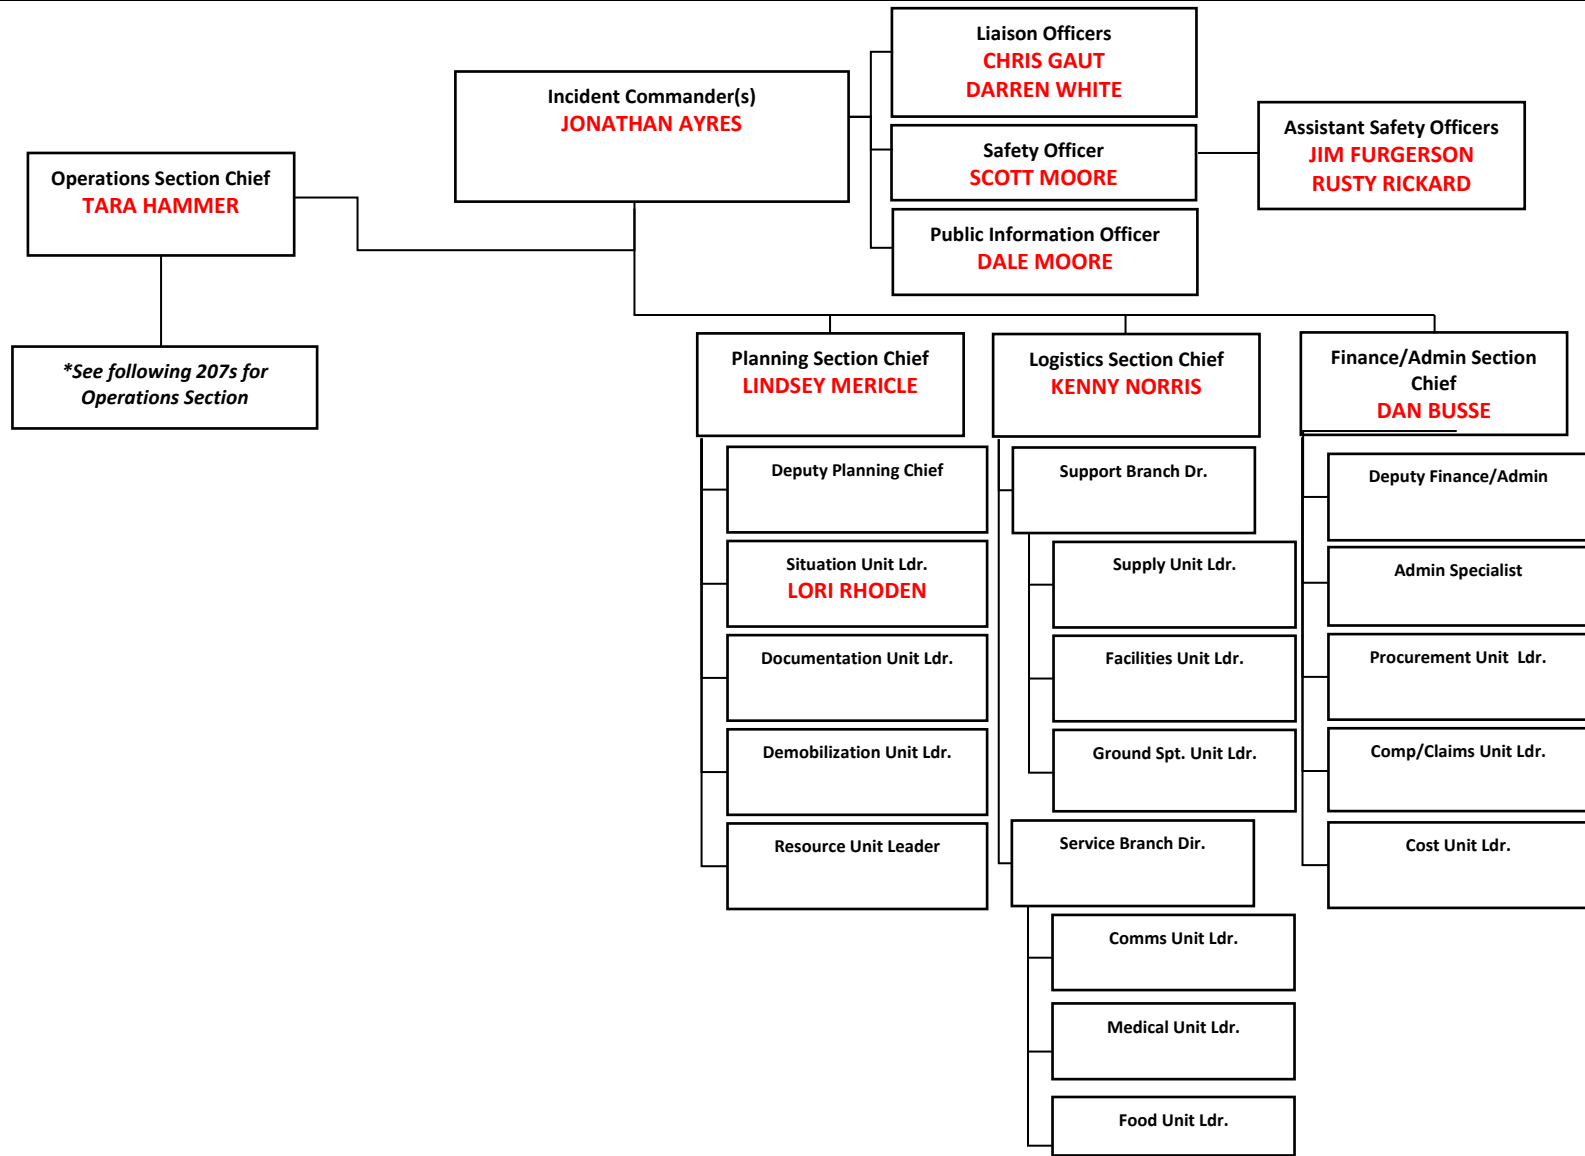 Liaison Officers
CHRIS GAUT
DARREN WHITE
Incident Commander(s)
JONATHAN AYRES
Safety Officer
SCOTT MOORE
Assistant Safety Officers
JIM FURGERSON
RUSTY RICKARD
Operations Section Chief
TARA HAMMER
Public Information Officer
DALE MOORE
*See following 207s for
Operations Section
Planning Section Chief
LINDSEY MERICLE
Deputy Planning Chief
Situation Unit Ldr.
LORI RHODEN
Documentation Unit Ldr.
Demobilization Unit Ldr.
Resource Unit Leader
Logistics Section Chief
KENNY NORRIS
Support Branch Dr.
Supply Unit Ldr.
Facilities Unit Ldr.
Ground Spt. Unit Ldr.
Service Branch Dir.
Comms Unit Ldr.
Medical Unit Ldr.
Food Unit Ldr.
Finance/Admin Section
Chief
DAN BUSSE
Deputy Finance/Admin
Admin Specialist
Procurement Unit  Ldr.
Comp/Claims Unit Ldr.
Cost Unit Ldr.